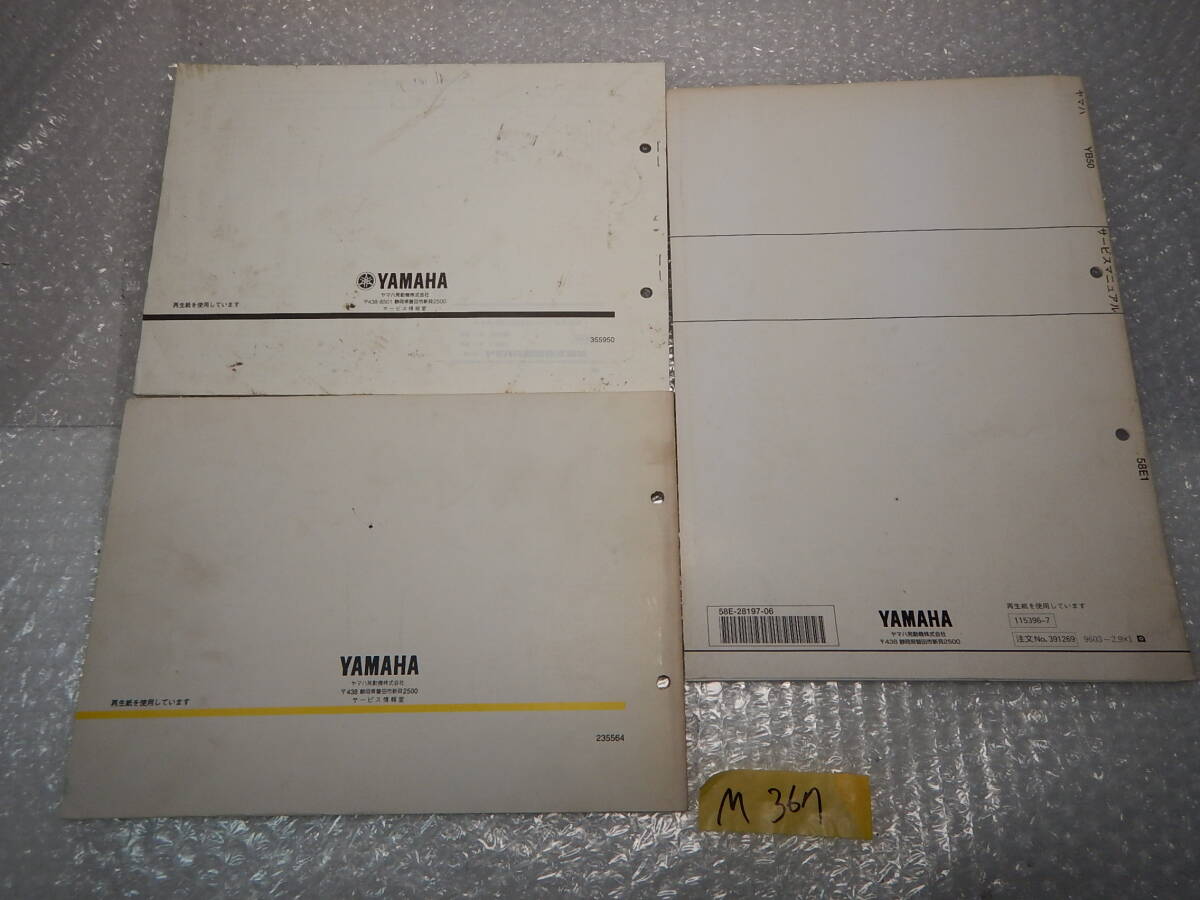 YAMAHA
ヤマハ発動機株式会社
〒438-8501 静岡県磐田市新貝2500
サービス情報室
再生紙を使用しています
355950
YAMAHA
ヤマハ発動機株式会社
〒438 静岡県磐田市新貝2500
サービス情報室
再生紙を使用しています
235564
ヤマハ YB50 サービスマニュアル 58E1
58E-28197-06
YAMAHA
ヤマハ発動機株式会社
〒438 静岡県磐田市新貝2500
再生紙を使用しています
115396-7
注文No.391269 9603-2.9×1
M 367